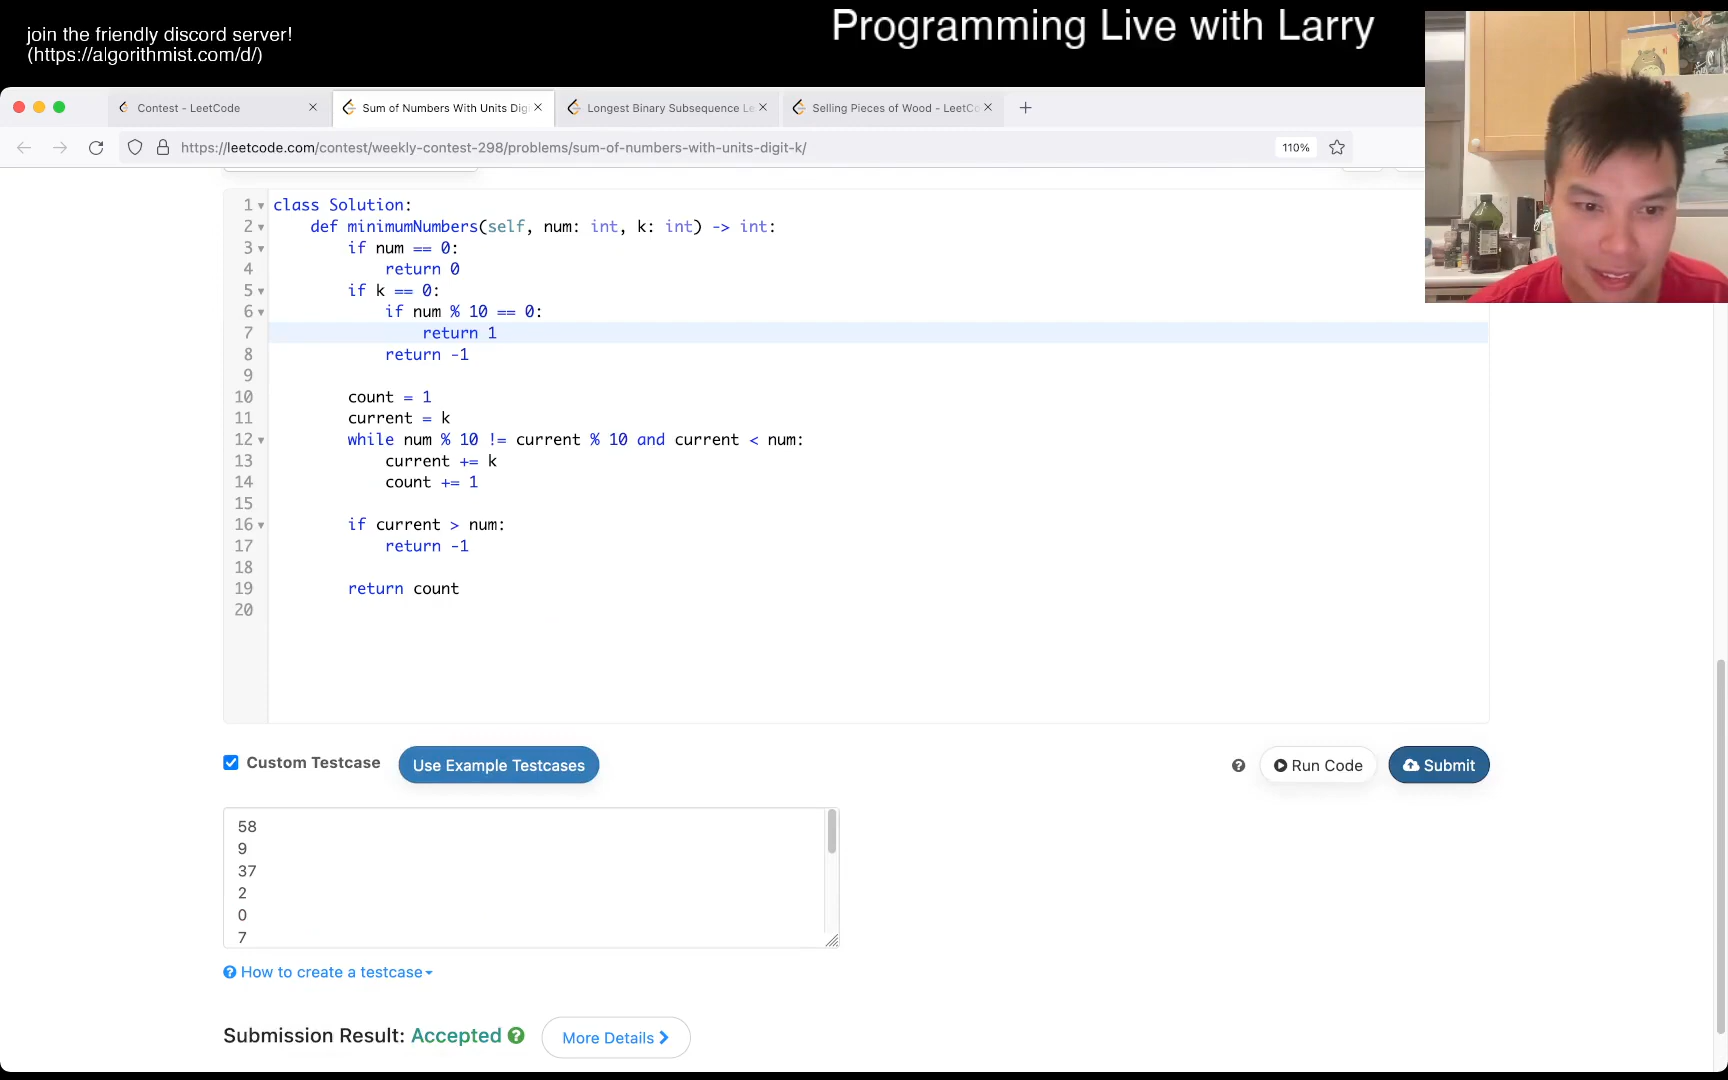 join the friendly discord server!
(https://algorithmist.com/d/)
Programming Live with Larry
Contest - LeetCode
Sum of Numbers With Units Digi
Longest Binary Subsequence Le
Selling Pieces of Wood - LeetCo
https://leetcode.com/contest/weekly-contest-298/problems/sum-of-numbers-with-units-digit-k/
110%
1 class Solution:
2 def minimumNumbers(self, num: int, k: int) -> int:
3 if num == 0:
4 return 0
5 if k == 0:
6 if num % 10 == 0:
7 return 1
8 return -1
9
10 count = 1
11 current = k
12 while num % 10 != current % 10 and current < num:
13 current += k
14 count += 1
15
16 if current > num:
17 return -1
18
19 return count
20
Custom Testcase
Use Example Testcases
Run Code
Submit
58
9
37
2
0
7
How to create a testcase
Submission Result: Accepted
More Details